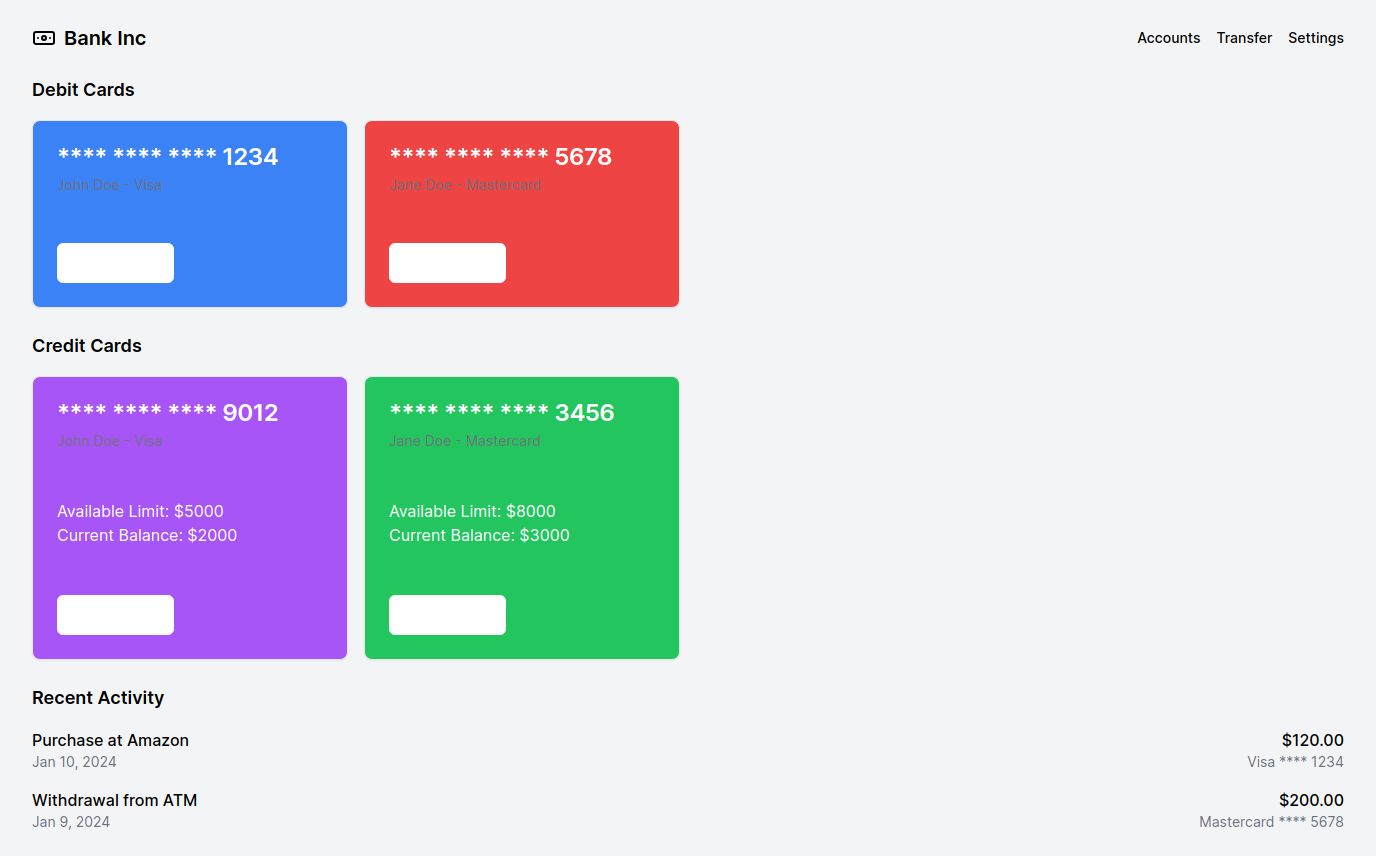 Bank Inc
Accounts Transfer Settings
Debit Cards
**** **** **** 1234
John Doe - Visa
**** **** **** 5678
Jane Doe - Mastercard
Credit Cards
**** **** **** 9012
John Doe - Visa
Available Limit: $5000
Current Balance: $2000
**** **** **** 3456
Jane Doe - Mastercard
Available Limit: $8000
Current Balance: $3000
Recent Activity
Purchase at Amazon
Jan 10, 2024
$120.00
Visa **** 1234
Withdrawal from ATM
Jan 9, 2024
$200.00
Mastercard **** 5678